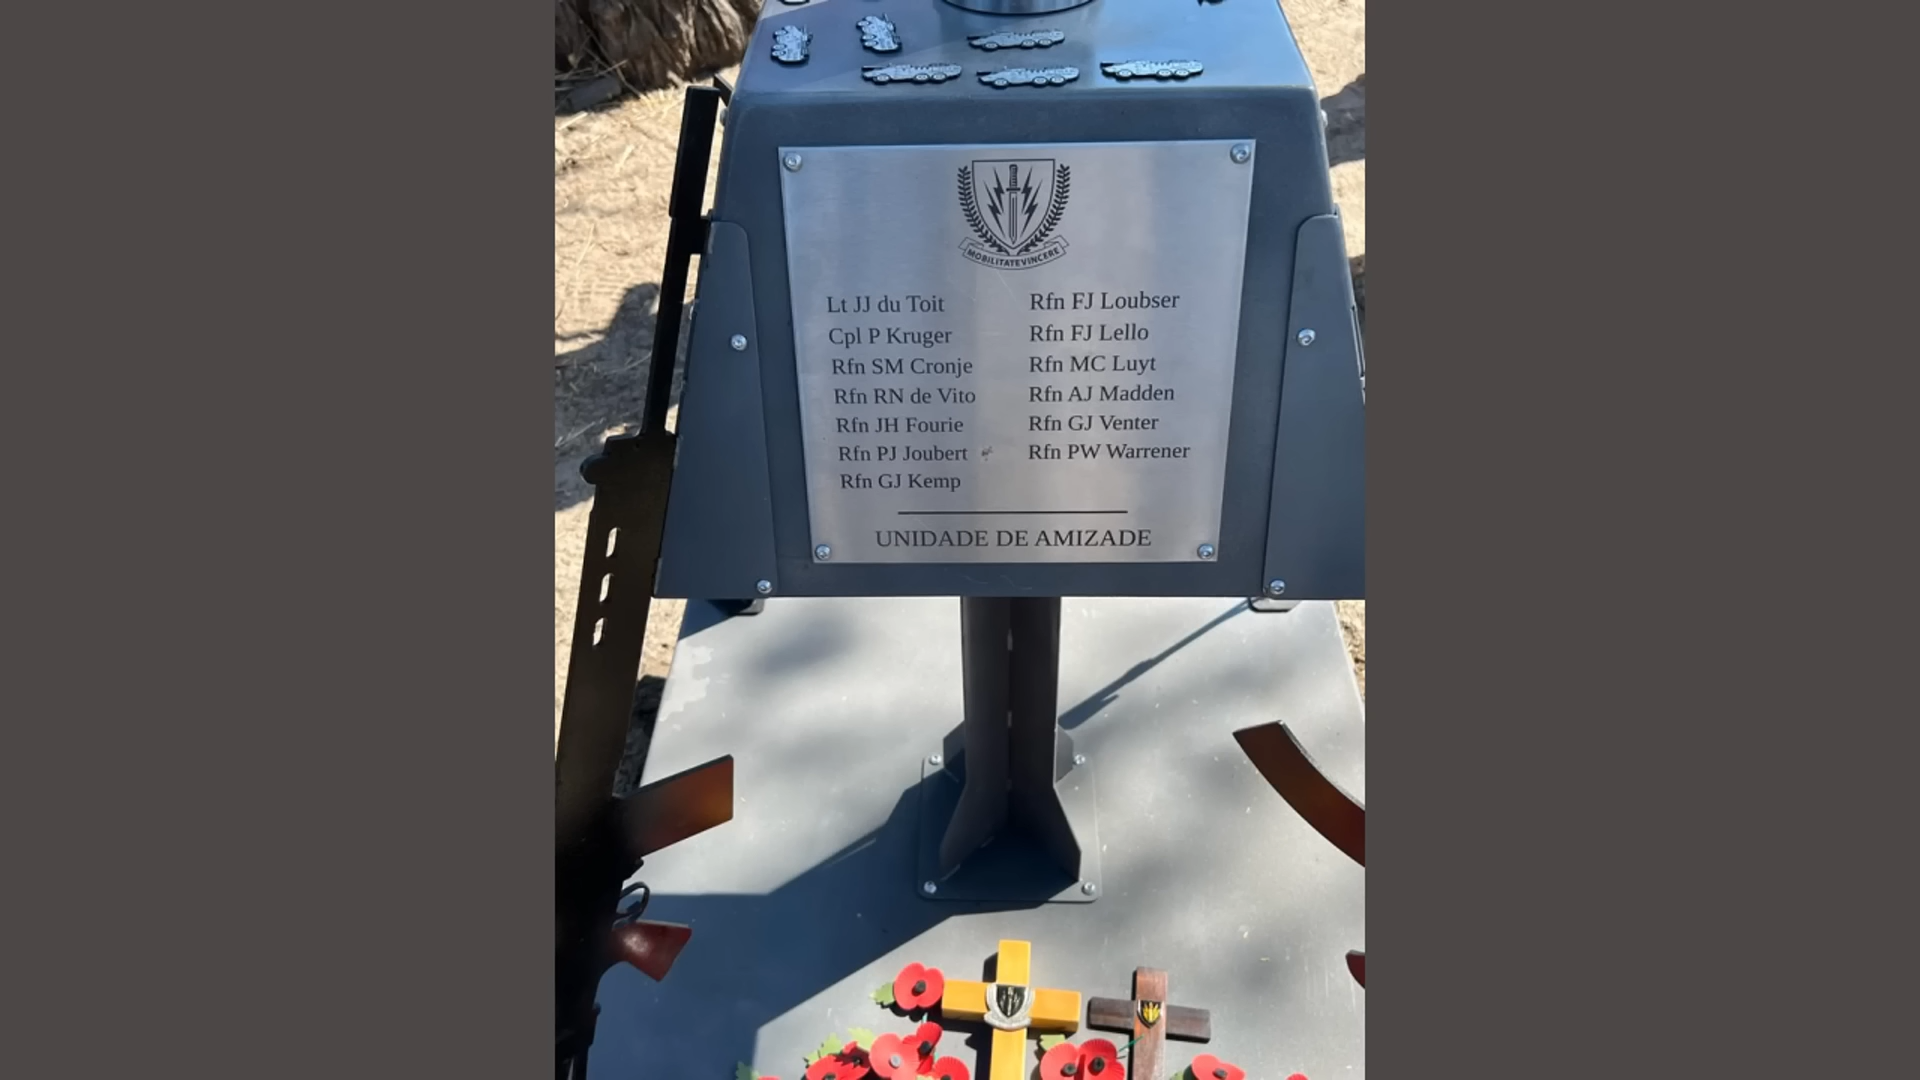 MOBILITATE VINCERE
Lt JJ du Toit
Cpl P Kruger
Rfn SM Cronje
Rfn RN de Vito
Rfn JH Fourie
Rfn PJ Joubert
Rfn GJ Kemp
Rfn FJ Loubser
Rfn FJ Lello
Rfn MC Luyt
Rfn AJ Madden
Rfn GJ Venter
Rfn PW Warrener
UNIDADE DE AMIZADE